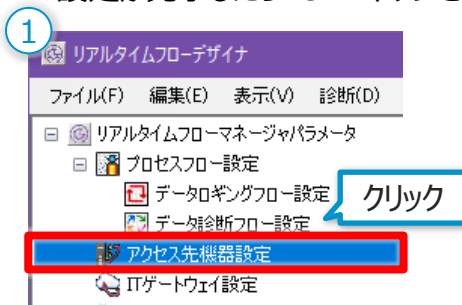 ①
リアルタイムフローデザイナ
ファイル(F) 編集(E) 表示(V) 診断(D)
リアルタイムフローマネージャパラメータ
プロセスフロー設定
データロギングフロー設定
データ診断フロー設定
クリック
アクセス先機器設定
ITゲートウェイ設定